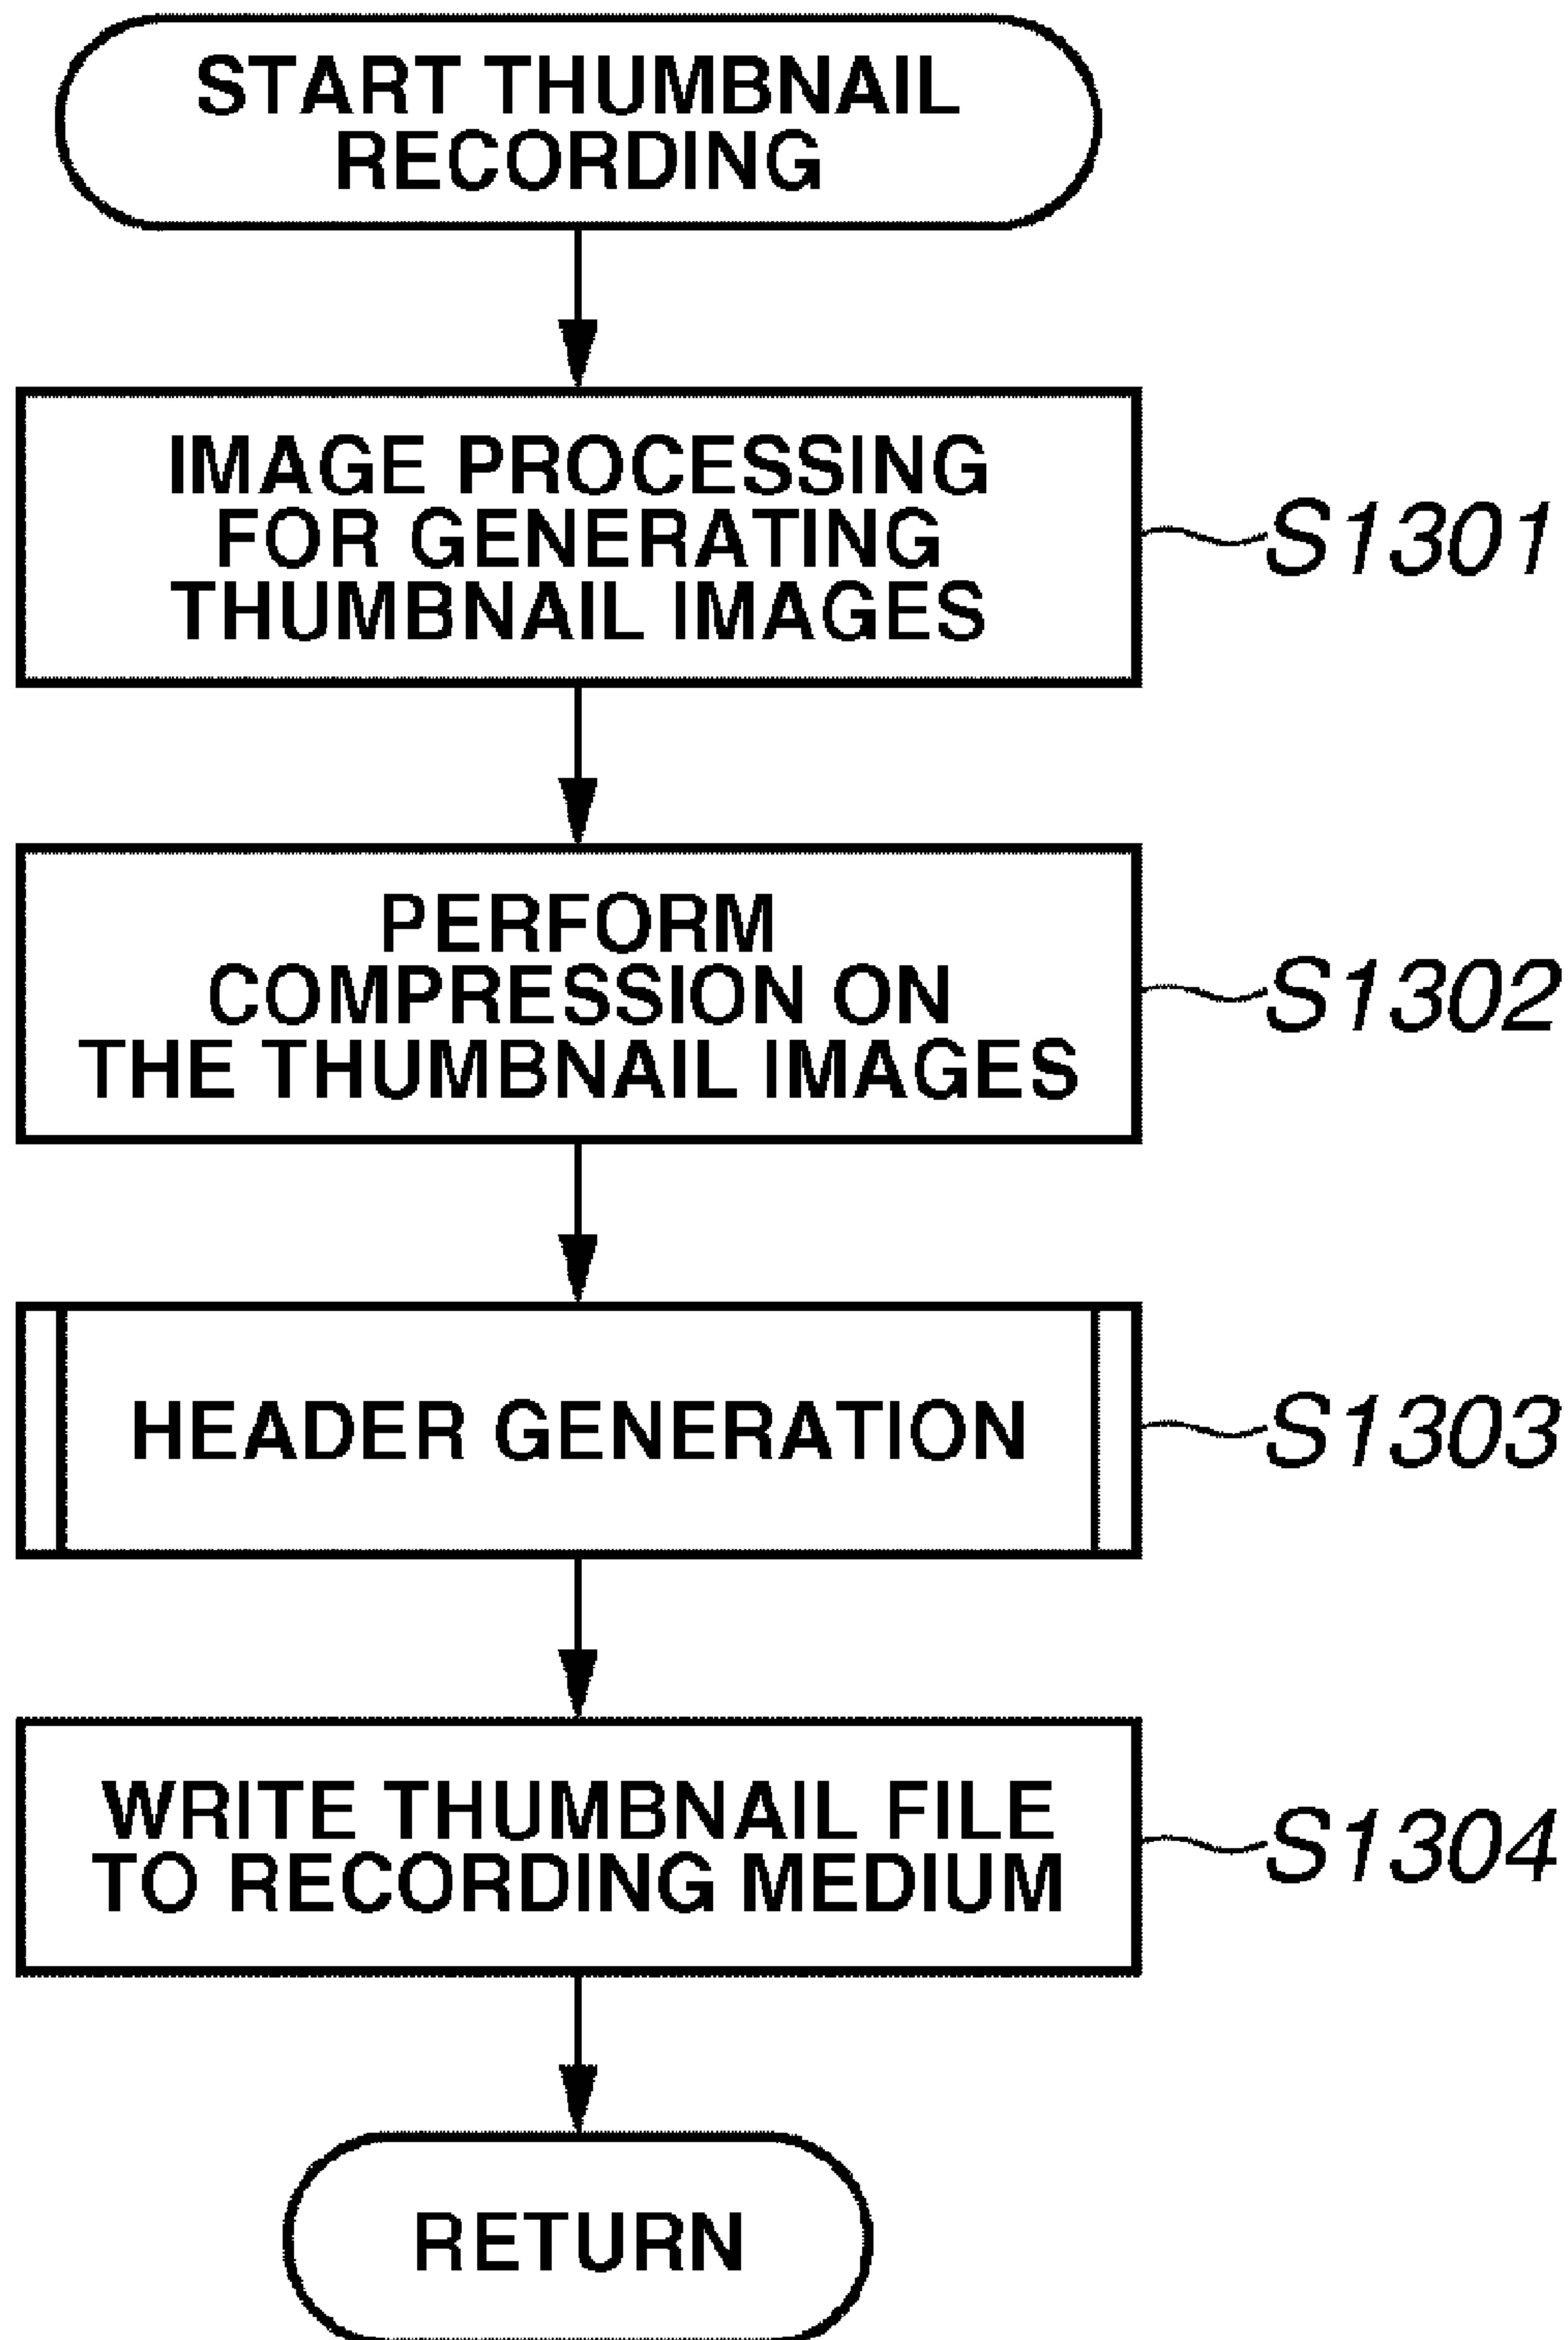 START THUMBNAIL
RECORDING
IMAGE PROCESSING
FOR GENERATING
THUMBNAIL IMAGES
S1301
PERFORM
COMPRESSION ON
THE THUMBNAIL IMAGES
S1302
HEADER GENERATION
S1303
WRITE THUMBNAIL FILE
TO RECORDING MEDIUM
S1304
RETURN